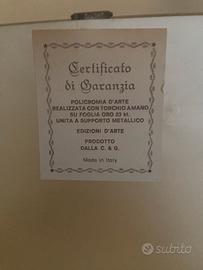 Certificato
di Garanzia
POLICROMIA D'ARTE
REALIZZATA CON TORCHIO A MANO
SU FOGLIA ORO 23 kt.
UNITA A SUPPORTO METALLICO
EDIZIONI D'ARTE
PRODOTTO
DALLA C. & G.
Made in Italy
subito